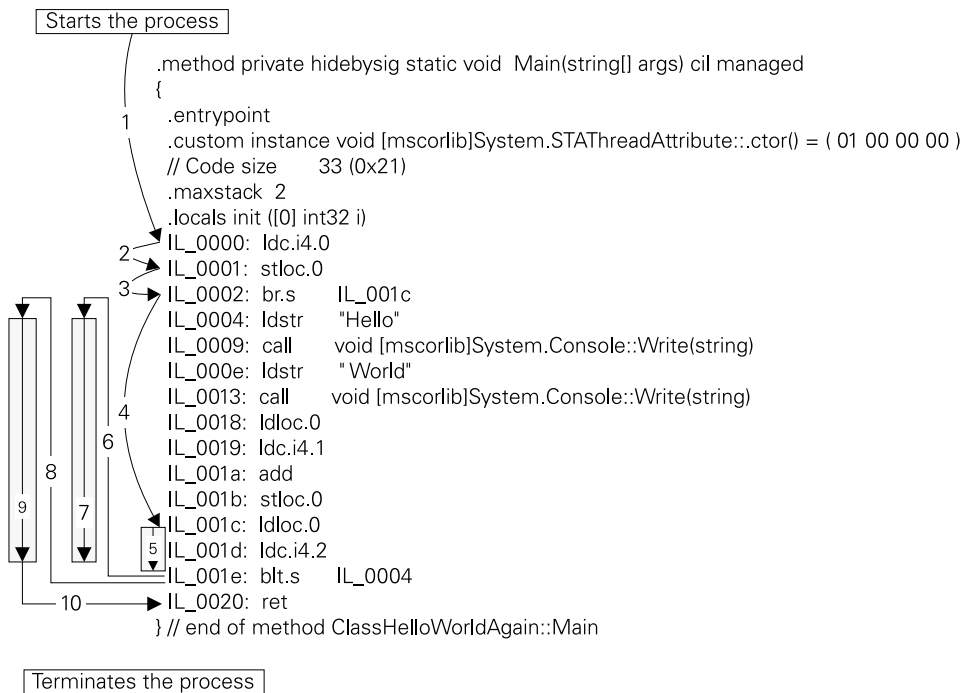 Starts the process
.method private hidebysig static void Main(string[] args) cil managed
{
1
.entrypoint
.custom instance void [mscorlib]System.STAThreadAttribute::.ctor() = ( 01 00 00 00 )
// Code size 33 (0x21)
.maxstack 2
.locals init ([0] int32 i)
IL_0000: ldc.i4.0
2
IL_0001: stloc.0
3
IL_0002: br.s IL_001c
IL_0004: ldstr "Hello"
IL_0009: call void [mscorlib]System.Console::Write(string)
IL_000e: ldstr " World"
IL_0013: call void [mscorlib]System.Console::Write(string)
4
IL_0018: ldloc.0
6
IL_0019: ldc.i4.1
8
IL_001a: add
9
7
IL_001b: stloc.0
IL_001c: ldloc.0
5
IL_001d: ldc.i4.2
IL_001e: blt.s IL_0004
10
IL_0020: ret
} // end of method ClassHelloWorldAgain::Main
Terminates the process